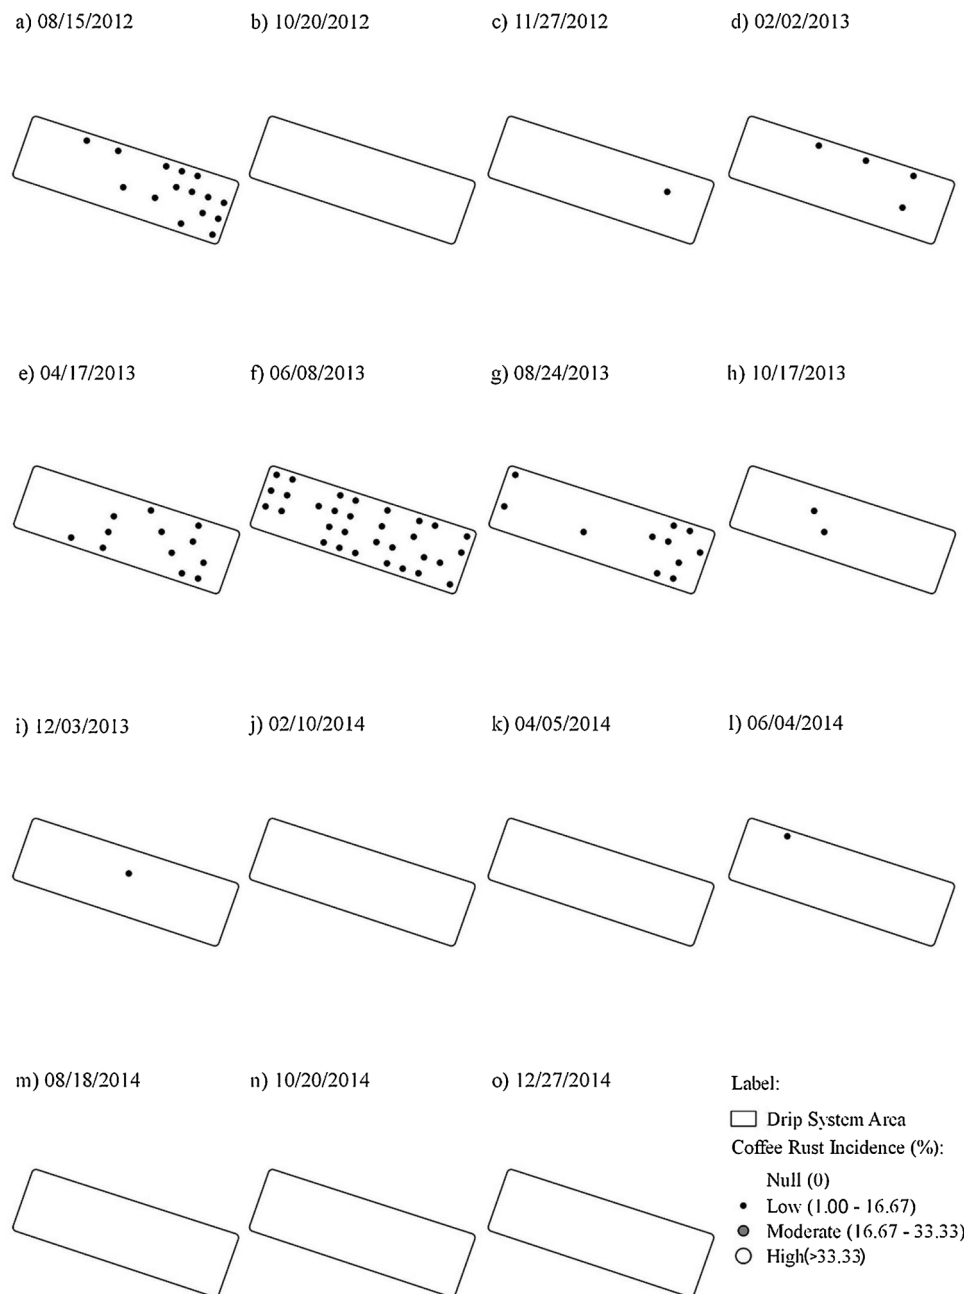 a) 08/15/2012
b) 10/20/2012
c) 11/27/2012
d) 02/02/2013
e) 04/17/2013
f) 06/08/2013
g) 08/24/2013
h) 10/17/2013
i) 12/03/2013
j) 02/10/2014
k) 04/05/2014
l) 06/04/2014
m) 08/18/2014
n) 10/20/2014
o) 12/27/2014
Label:
Drip System Area
Coffee Rust Incidence (%):
Null (0)
Low (1.00 - 16.67)
Moderate (16.67 - 33.33)
High(>33.33)